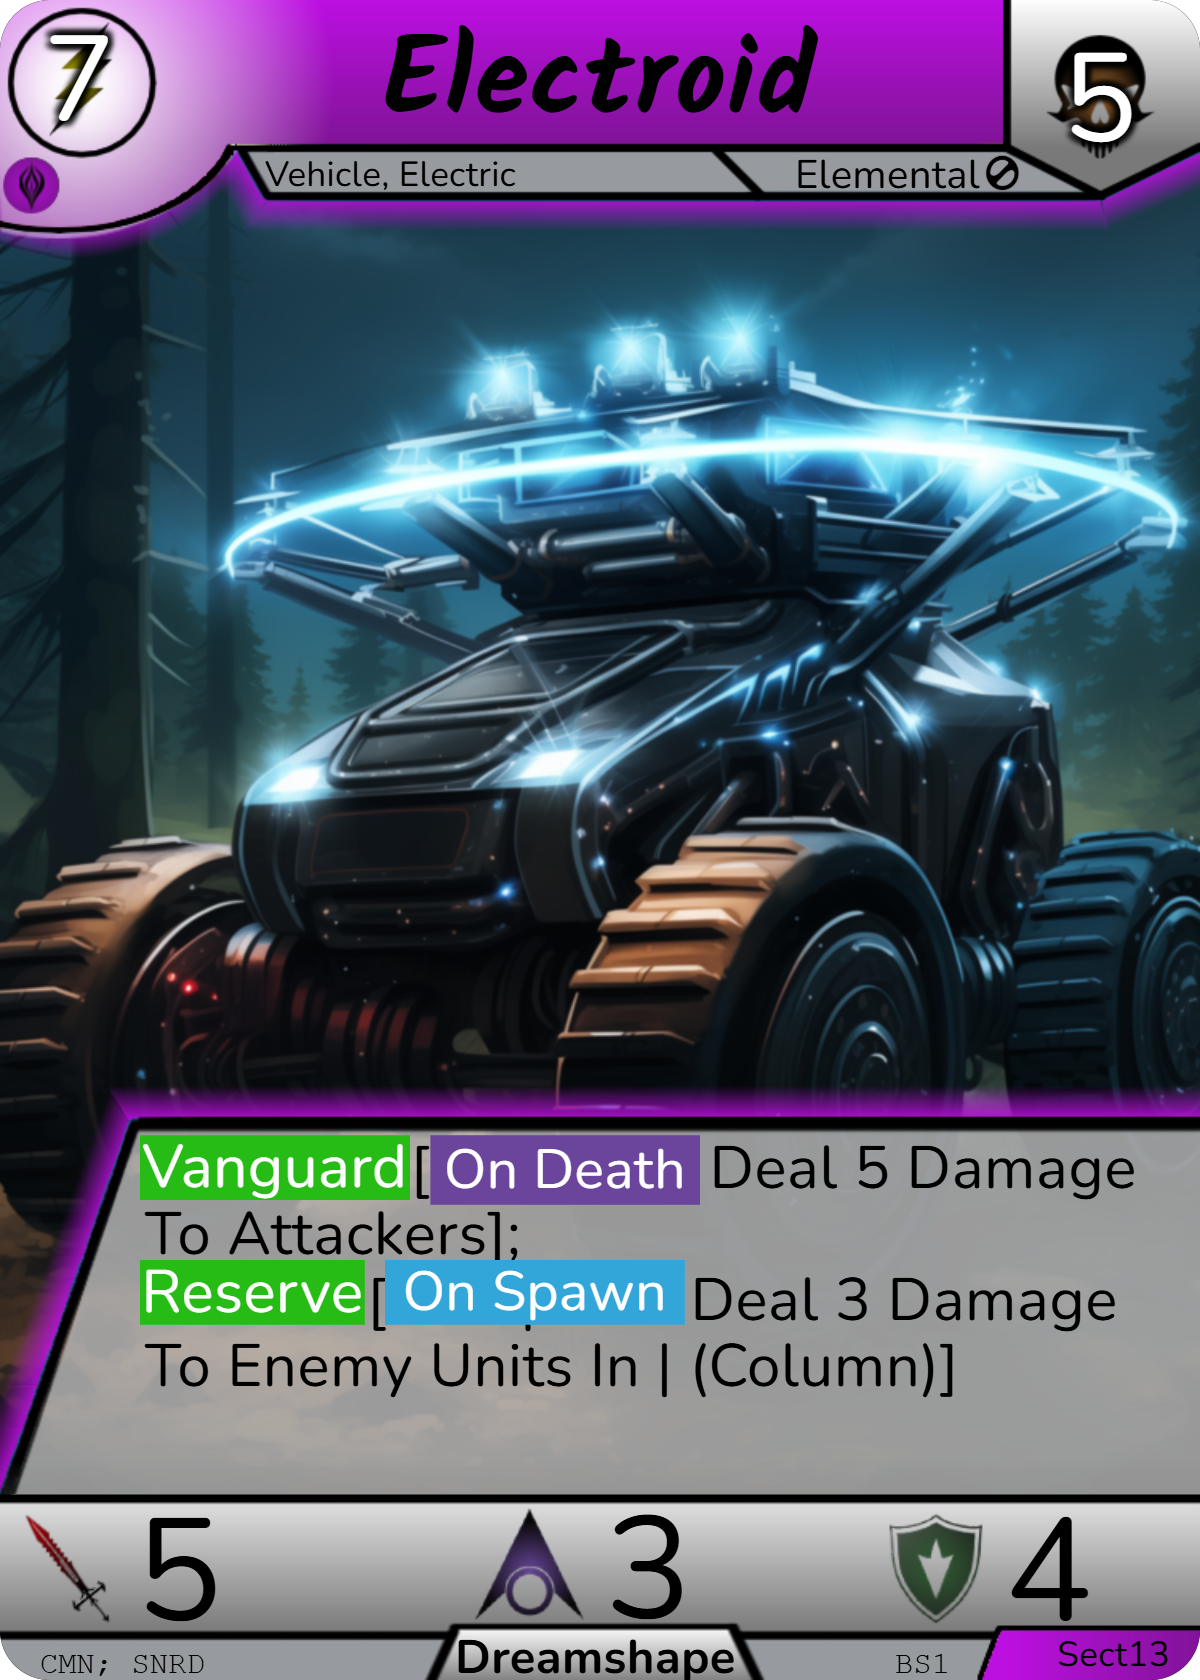 7
Electroid
5
Vehicle, Electric
Elemental
Vanguard[ On Death Deal 5 Damage
To Attackers];
Reserve[ On Spawn Deal 3 Damage
To Enemy Units In | (Column)]
5
3
4
CMN; SNRD
Dreamshape
BS1
Sect13